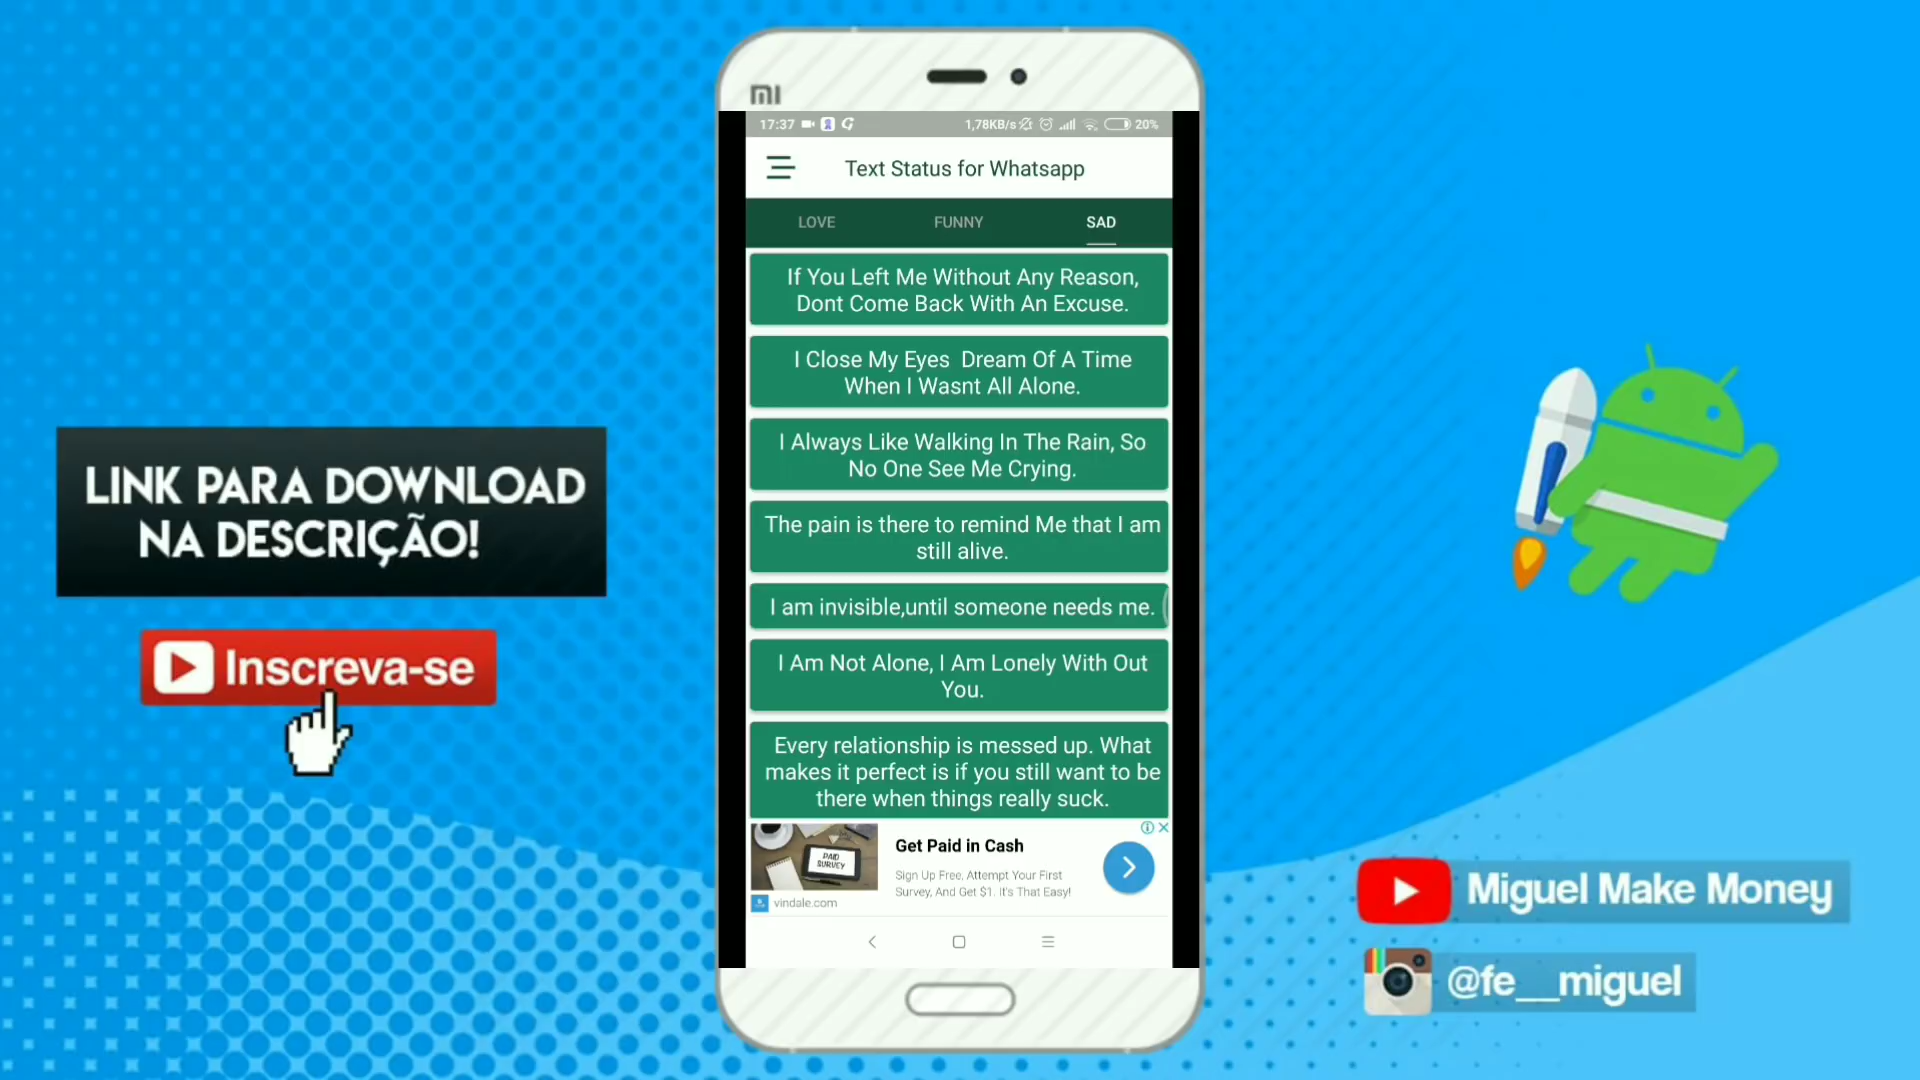 17:37
1,78KB/s
20%
Text Status for Whatsapp
LOVE
FUNNY
SAD
If You Left Me Without Any Reason,
Dont Come Back With An Excuse.
I Close My Eyes  Dream Of A Time
When I Wasnt All Alone.
I Always Like Walking In The Rain, So
No One See Me Crying.
The pain is there to remind Me that I am
still alive.
I am invisible,until someone needs me.
I Am Not Alone, I Am Lonely With Out
You.
Every relationship is messed up. What
makes it perfect is if you still want to be
there when things really suck.
PAID
SURVEY
Get Paid in Cash
Sign Up Free, Attempt Your First
Survey, And Get $1. It's That Easy!
vindale.com
LINK PARA DOWNLOAD
NA DESCRIÇÃO!
Inscreva-se
Miguel Make Money
@fe__miguel